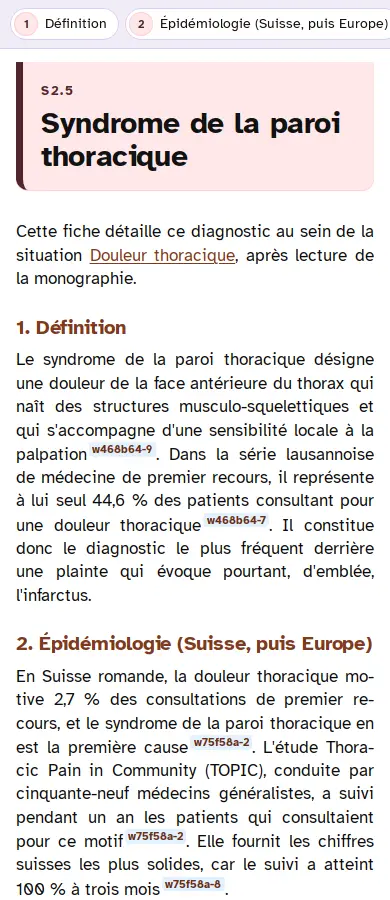 1 Définition 2 Épidémiologie (Suisse, puis Europe)
S2.5
Syndrome de la paroi
thoracique
Cette fiche détaille ce diagnostic au sein de la
situation Douleur thoracique, après lecture de
la monographie.
1. Définition
Le syndrome de la paroi thoracique désigne
une douleur de la face antérieure du thorax qui
naît des structures musculo-squelettiques et
qui s'accompagne d'une sensibilité locale à la
palpation w468b64-9. Dans la série lausannoise
de médecine de premier recours, il représente
à lui seul 44,6 % des patients consultant pour
une douleur thoracique w468b64-7. Il constitue
donc le diagnostic le plus fréquent derrière
une plainte qui évoque pourtant, d'emblée,
l'infarctus.
2. Épidémiologie (Suisse, puis Europe)
En Suisse romande, la douleur thoracique mo-
tive 2,7 % des consultations de premier re-
cours, et le syndrome de la paroi thoracique en
est la première cause w75f58a-2. L'étude Thora-
cic Pain in Community (TOPIC), conduite par
cinquante-neuf médecins généralistes, a suivi
pendant un an les patients qui consultaient
pour ce motif w75f58a-2. Elle fournit les chiffres
suisses les plus solides, car le suivi a atteint
100 % à trois mois w75f58a-8.